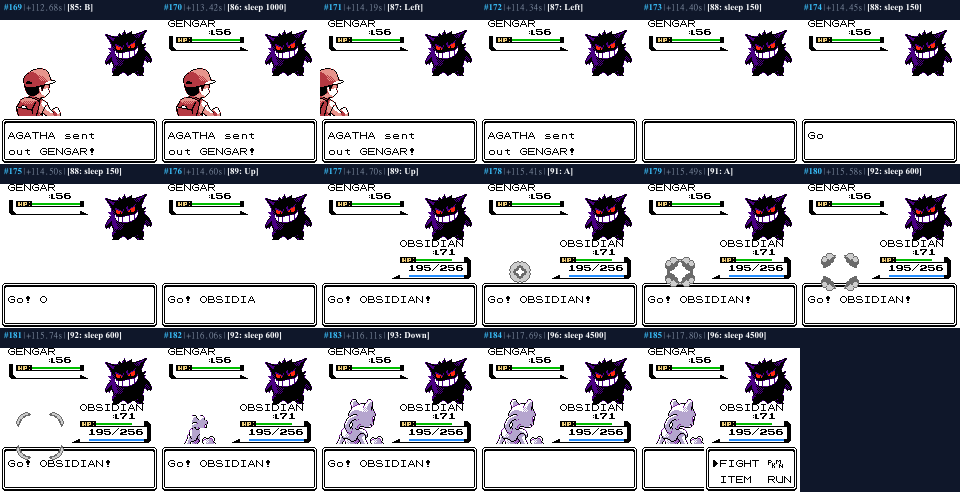 #169|+112.68s|[85: B] #170|+113.42s|[86: sleep 1000] #171|+114.19s|[87: Left] #172|+114.34s|[87: Left] #173|+114.40s|[88: sleep 150] #174|+114.45s|[88: sleep 150]
GENGAR GENGAR GENGAR GENGAR GENGAR GENGAR
:L56 :L56 :L56 :L56 :L56 :L56
HP: HP: HP: HP: HP: HP:
AGATHA sent AGATHA sent AGATHA sent AGATHA sent Go
out GENGAR! out GENGAR! out GENGAR! out GENGAR!
#175|+114.50s|[88: sleep 150] #176|+114.60s|[89: Up] #177|+114.70s|[89: Up] #178|+115.41s|[91: A] #179|+115.49s|[91: A] #180|+115.58s|[92: sleep 600]
GENGAR GENGAR GENGAR GENGAR GENGAR GENGAR
:L56 :L56 :L56 :L56 :L56 :L56
HP: HP: HP: HP: HP: HP:
OBSIDIAN OBSIDIAN OBSIDIAN OBSIDIAN
:L71 :L71 :L71 :L71
HP: HP: HP: HP:
195/256 195/256 195/256 195/256
Go! O Go! OBSIDIA Go! OBSIDIAN! Go! OBSIDIAN! Go! OBSIDIAN! Go! OBSIDIAN!
#181|+115.74s|[92: sleep 600] #182|+116.06s|[92: sleep 600] #183|+116.11s|[93: Down] #184|+117.69s|[96: sleep 4500] #185|+117.80s|[96: sleep 4500]
GENGAR GENGAR GENGAR GENGAR GENGAR
:L56 :L56 :L56 :L56 :L56
HP: HP: HP: HP: HP:
OBSIDIAN OBSIDIAN OBSIDIAN OBSIDIAN OBSIDIAN
:L71 :L71 :L71 :L71 :L71
HP: HP: HP: HP: HP:
195/256 195/256 195/256 195/256 195/256
Go! OBSIDIAN! Go! OBSIDIAN! Go! OBSIDIAN! ▶FIGHT PKMN
ITEM RUN